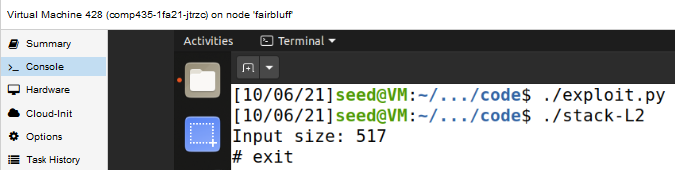 Virtual Machine 428 (comp435-1fa21-jtrzc) on node 'fairbluff'
Summary
Console
Hardware
Cloud-Init
Options
Task History
Activities
Terminal
[10/06/21]seed@VM:~/.../code$ ./exploit.py
[10/06/21]seed@VM:~/.../code$ ./stack-L2
Input size: 517
# exit